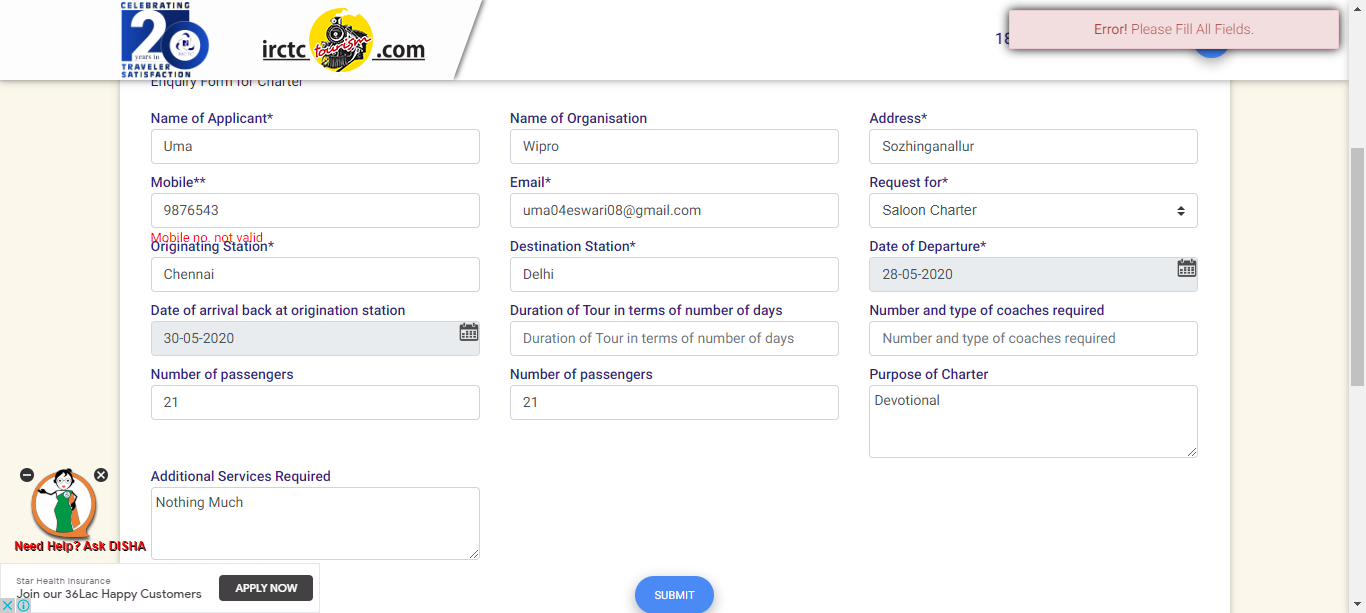 CELEBRATING
20
years in
TRAVELER
SATISFACTION
irctc tourism .com
18
Error! Please Fill All Fields.
Enquiry Form for Charter
Name of Applicant* Name of Organisation Address*
Uma Wipro Sozhinganallur
Mobile** Email* Request for*
9876543 uma04eswari08@gmail.com Saloon Charter
Mobile no. not valid
Originating Station* Destination Station* Date of Departure*
Chennai Delhi 28-05-2020
Date of arrival back at origination station Duration of Tour in terms of number of days Number and type of coaches required
30-05-2020 Duration of Tour in terms of number of days Number and type of coaches required
Number of passengers Number of passengers Purpose of Charter
21 21 Devotional
Additional Services Required
Nothing Much
Need Help? Ask DISHA
Star Health Insurance
Join our 36Lac Happy Customers
APPLY NOW
SUBMIT